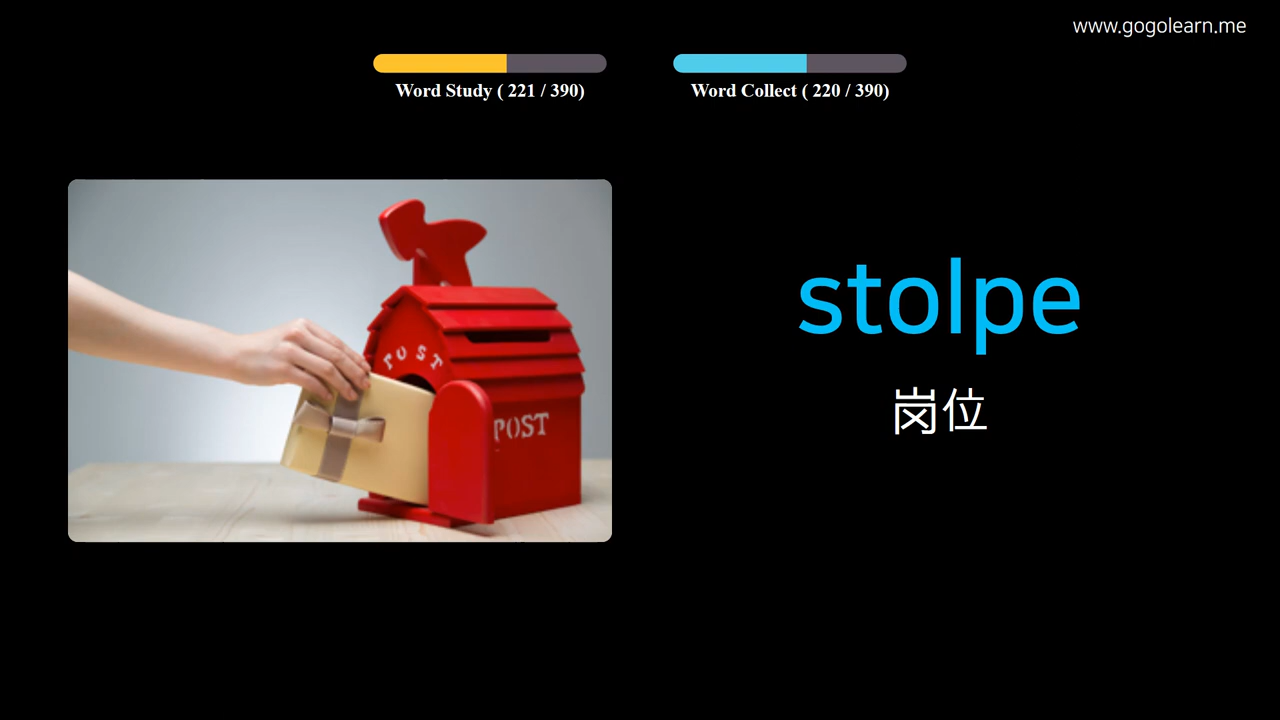 www.gogolearn.me
Word Study ( 221 / 390)
Word Collect ( 220 / 390)
POST
POST
stolpe
岗位